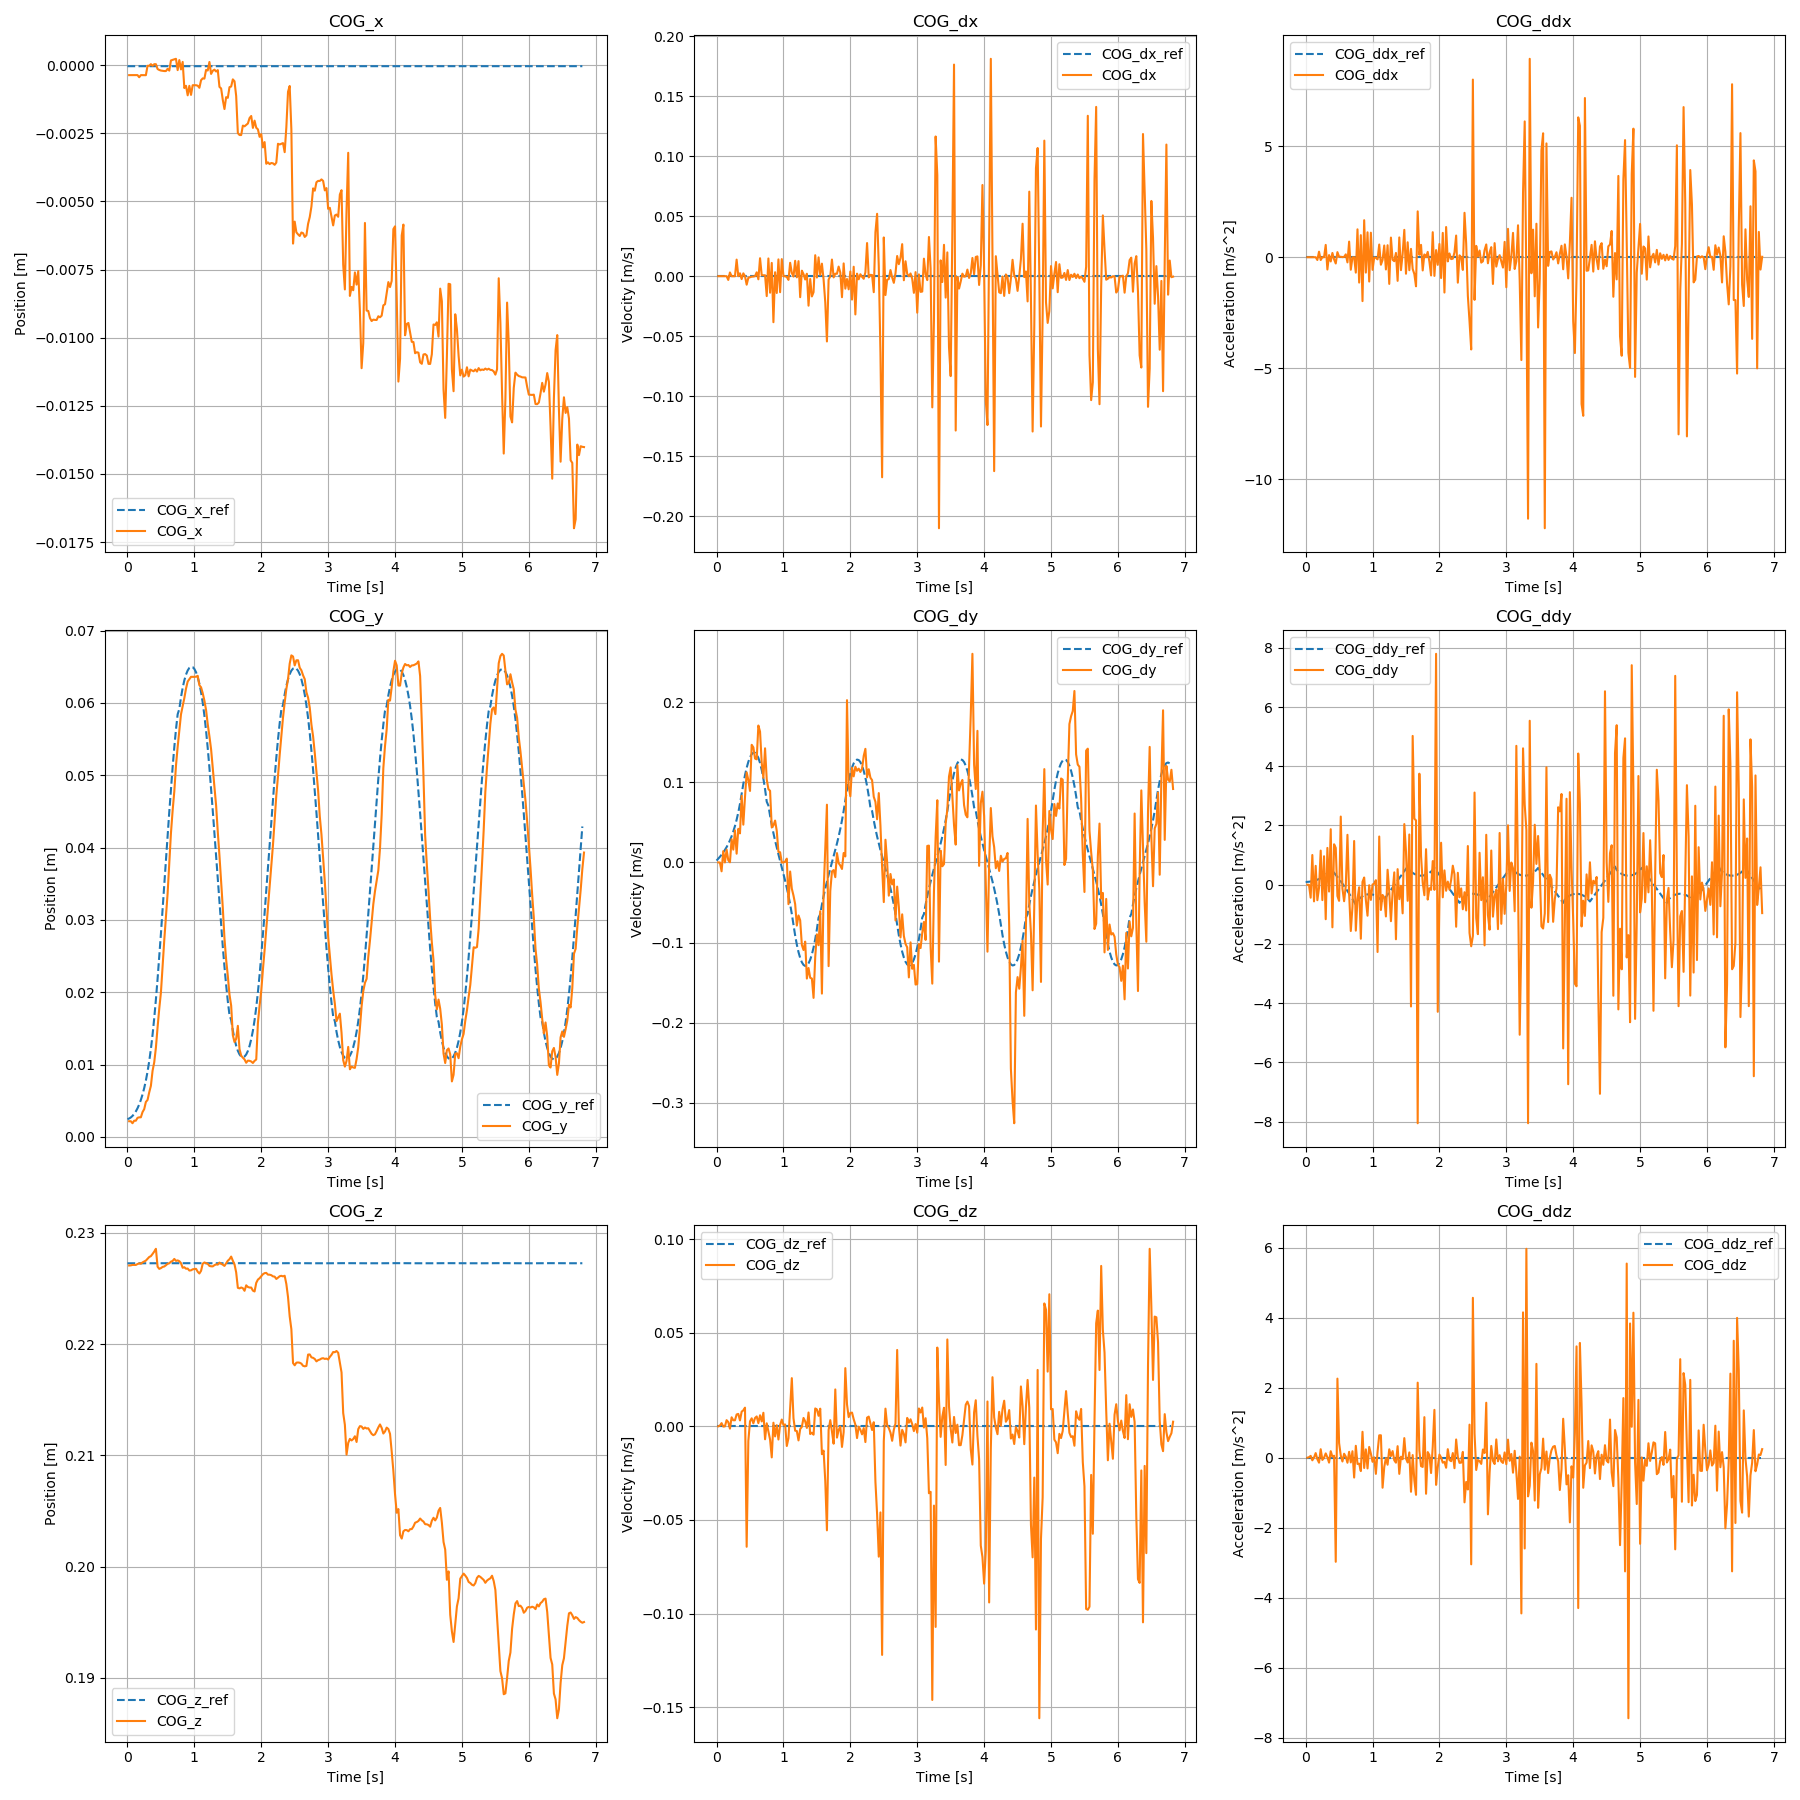 COG_x
Position [m]
0.0000
−0.0025
−0.0050
−0.0075
−0.0100
−0.0125
−0.0150
−0.0175
COG_x_ref
COG_x
0 1 2 3 4 5 6 7
Time [s]
COG_dx
Velocity [m/s]
0.20
0.15
0.10
0.05
0.00
−0.05
−0.10
−0.15
−0.20
COG_dx_ref
COG_dx
0 1 2 3 4 5 6 7
Time [s]
COG_ddx
Acceleration [m/s^2]
5
0
−5
−10
COG_ddx_ref
COG_ddx
0 1 2 3 4 5 6 7
Time [s]
COG_y
Position [m]
0.07
0.06
0.05
0.04
0.03
0.02
0.01
0.00
COG_y_ref
COG_y
0 1 2 3 4 5 6 7
Time [s]
COG_dy
Velocity [m/s]
0.2
0.1
0.0
−0.1
−0.2
−0.3
COG_dy_ref
COG_dy
0 1 2 3 4 5 6 7
Time [s]
COG_ddy
Acceleration [m/s^2]
8
6
4
2
0
−2
−4
−6
−8
COG_ddy_ref
COG_ddy
0 1 2 3 4 5 6 7
Time [s]
COG_z
Position [m]
0.23
0.22
0.21
0.20
0.19
COG_z_ref
COG_z
0 1 2 3 4 5 6 7
Time [s]
COG_dz
Velocity [m/s]
0.10
0.05
0.00
−0.05
−0.10
−0.15
COG_dz_ref
COG_dz
0 1 2 3 4 5 6 7
Time [s]
COG_ddz
Acceleration [m/s^2]
6
4
2
0
−2
−4
−6
−8
COG_ddz_ref
COG_ddz
0 1 2 3 4 5 6 7
Time [s]